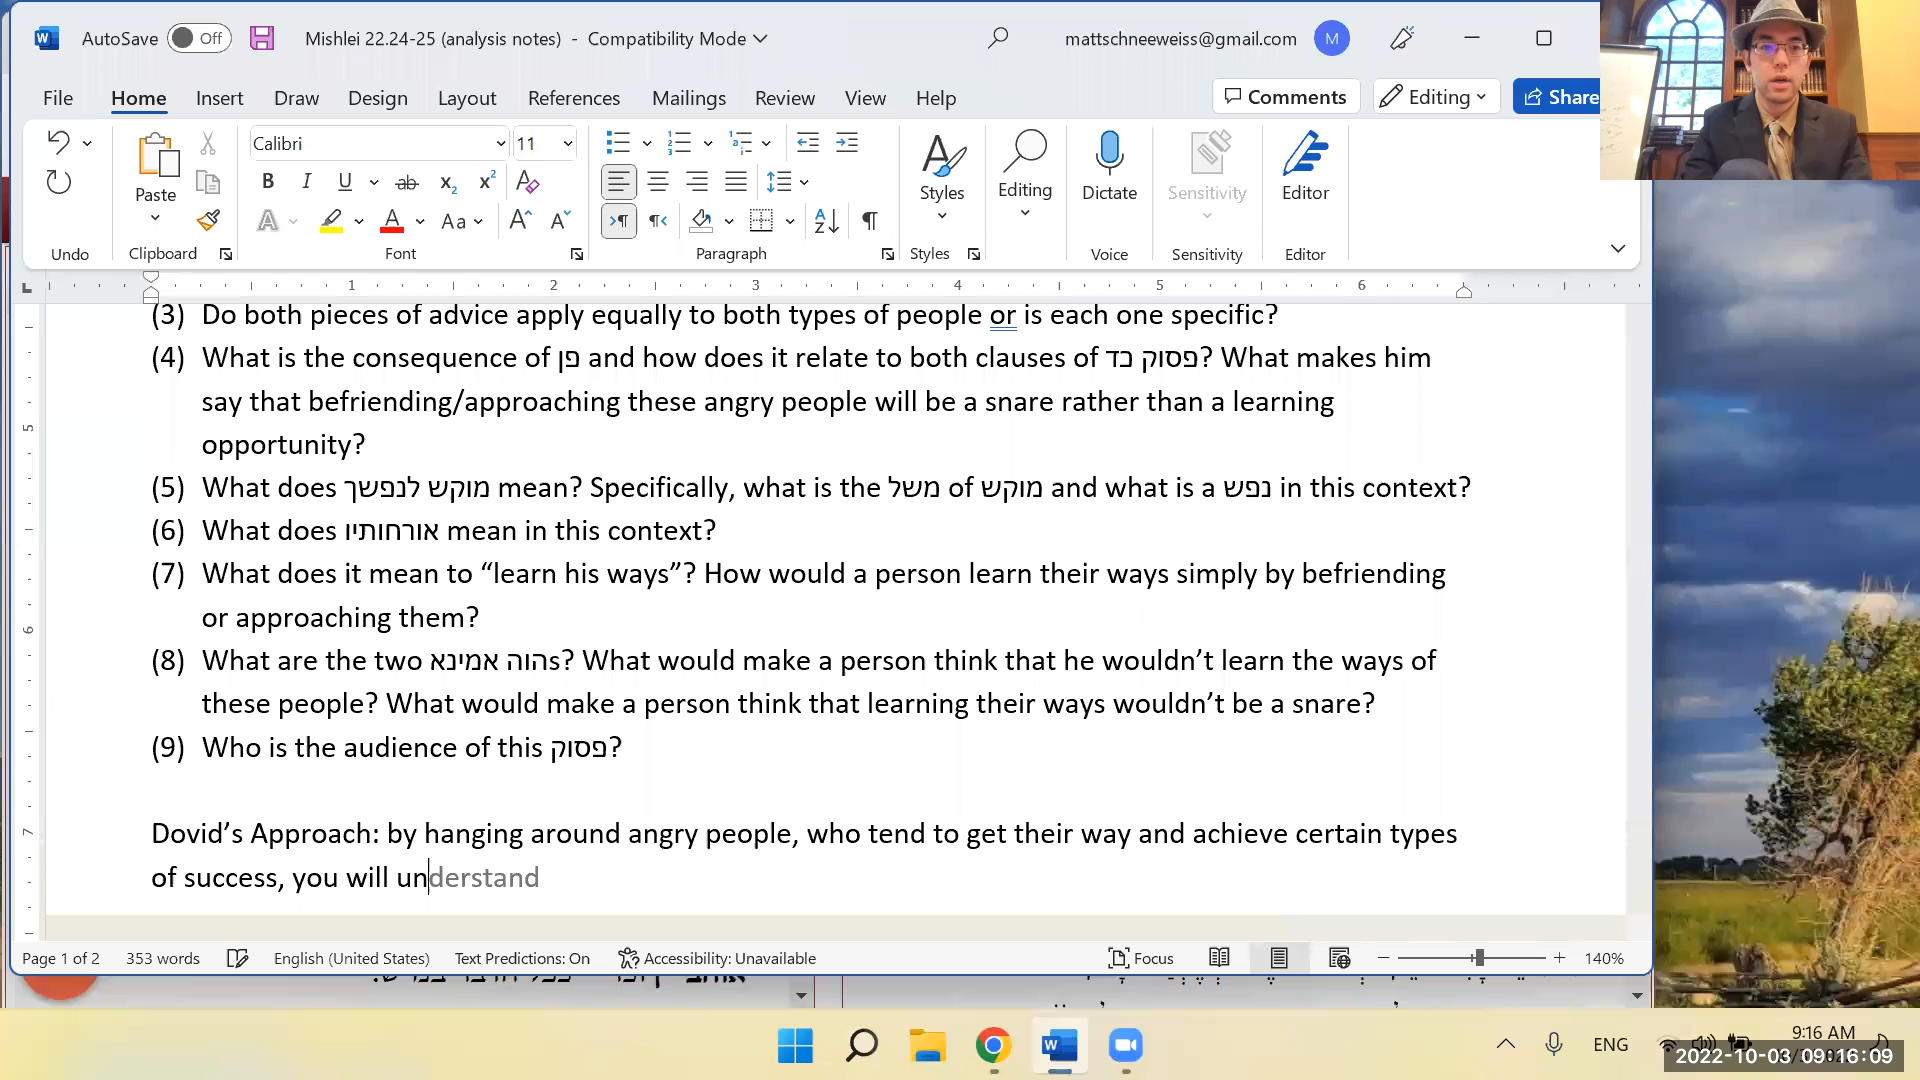 AutoSave Off Mishlei 22.24-25 (analysis notes) - Compatibility Mode mattschneeweiss@gmail.com M
File Home Insert Draw Design Layout References Mailings Review View Help Comments Editing Share
Calibri 11
Paste Styles Editing Dictate Sensitivity Editor
Undo Clipboard Font Paragraph Styles Voice Sensitivity Editor
1 2 3 4 5 6
(3) Do both pieces of advice apply equally to both types of people or is each one specific?
(4) What is the consequence of פן and how does it relate to both clauses of פסוק כד? What makes him
say that befriending/approaching these angry people will be a snare rather than a learning
opportunity?
(5) What does מוקש לנפשך mean? Specifically, what is the משל of מוקש and what is a נפש in this context?
(6) What does אורחותיו mean in this context?
(7) What does it mean to “learn his ways”? How would a person learn their ways simply by befriending
or approaching them?
(8) What are the two הוה אמינאs? What would make a person think that he wouldn’t learn the ways of
these people? What would make a person think that learning their ways wouldn’t be a snare?
(9) Who is the audience of this פסוק?
Dovid’s Approach: by hanging around angry people, who tend to get their way and achieve certain types
of success, you will understand
5
6
7
Page 1 of 2 353 words English (United States) Text Predictions: On Accessibility: Unavailable Focus 140%
ENG 9:16 AM
2022-10-03 09:16:09